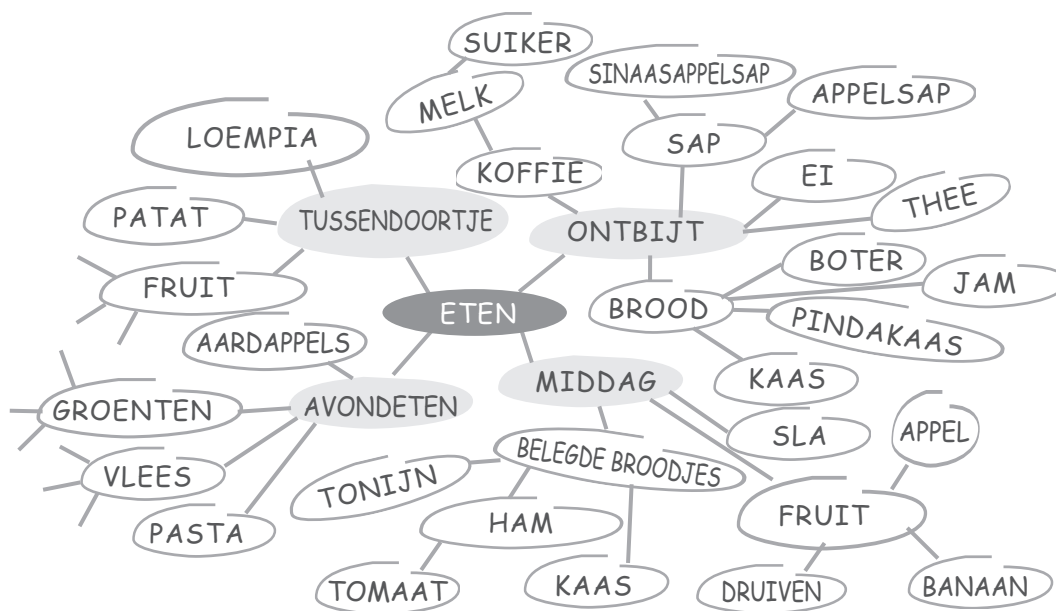 SUIKER
SINAASAPPELSAP
MELK
APPELSAP
LOEMPIA
SAP
KOFFIE
EI
THEE
PATAT
TUSSENDOORTJE
ONTBIJT
BOTER
FRUIT
JAM
ETEN
BROOD
PINDAKAAS
AARDAPPELS
MIDDAG
KAAS
GROENTEN
AVONDETEN
SLA
APPEL
VLEES
BELEGDE BROODJES
TONIJN
HAM
FRUIT
PASTA
TOMAAT
KAAS
DRUIVEN
BANAAN